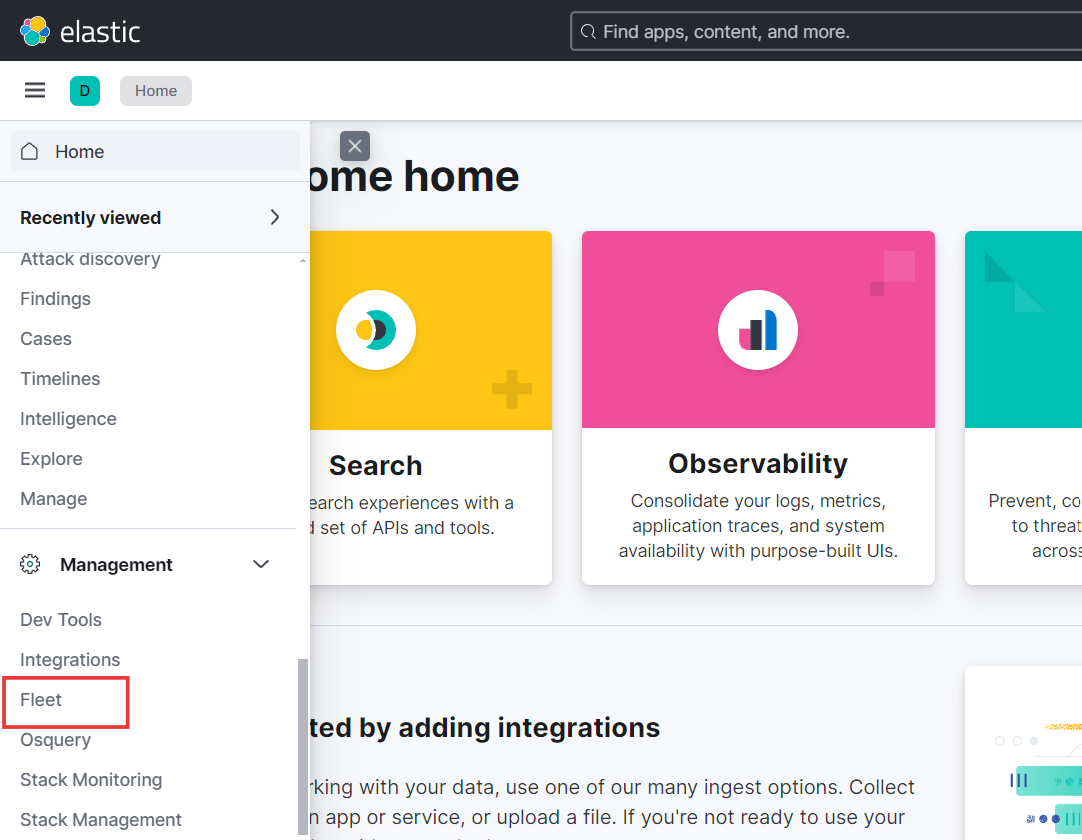 elastic
Find apps, content, and more.
D
Home
Home
Recently viewed
Attack discovery
Findings
Cases
Timelines
Intelligence
Explore
Manage
Management
Dev Tools
Integrations
Fleet
Osquery
Stack Monitoring
Stack Management
ome home
Search
earch experiences with a
d set of APIs and tools.
Observability
Consolidate your logs, metrics,
application traces, and system
availability with purpose-built UIs.
Prevent, co
to threat
across
ted by adding integrations
rking with your data, use one of our many ingest options. Collect
n app or service, or upload a file. If you're not ready to use your